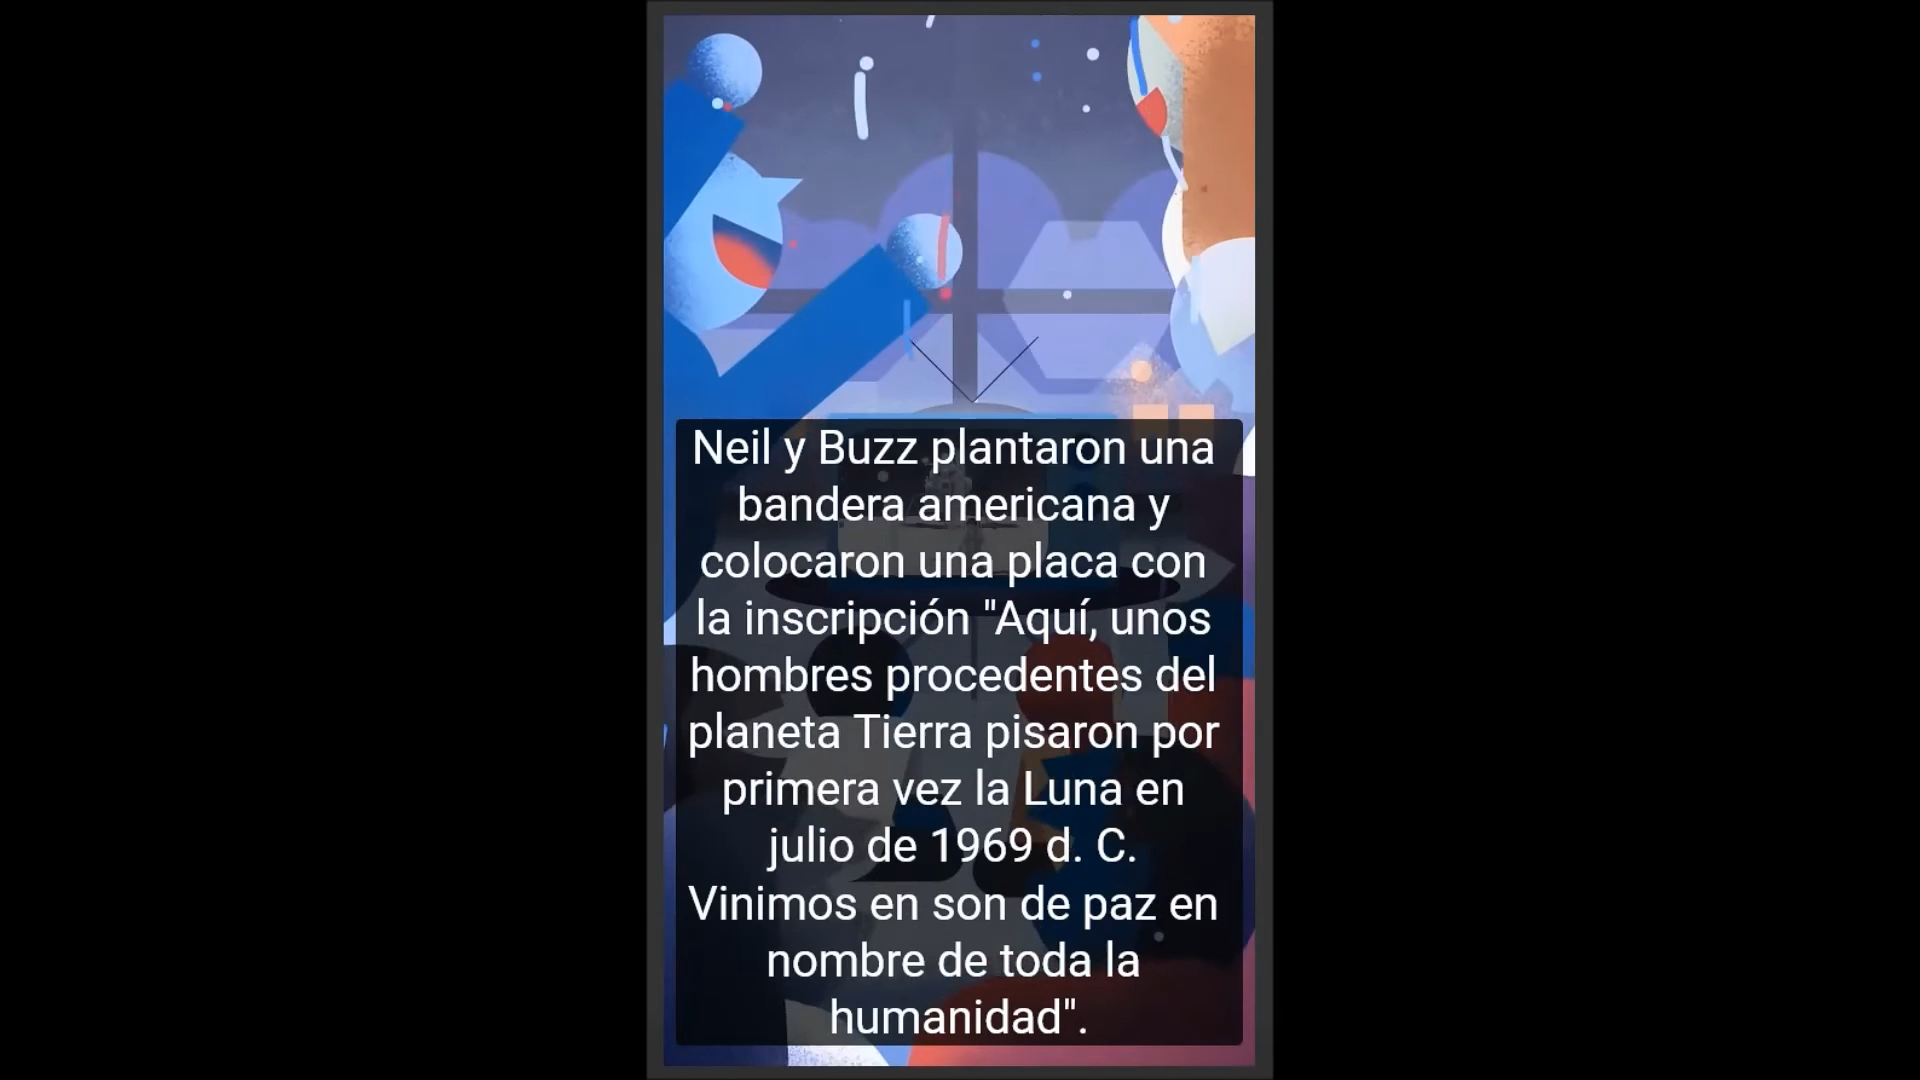 Neil y Buzz plantaron una
bandera americana y
colocaron una placa con
la inscripción "Aquí, unos
hombres procedentes del
planeta Tierra pisaron por
primera vez la Luna en
julio de 1969 d. C.
Vinimos en son de paz en
nombre de toda la
humanidad".